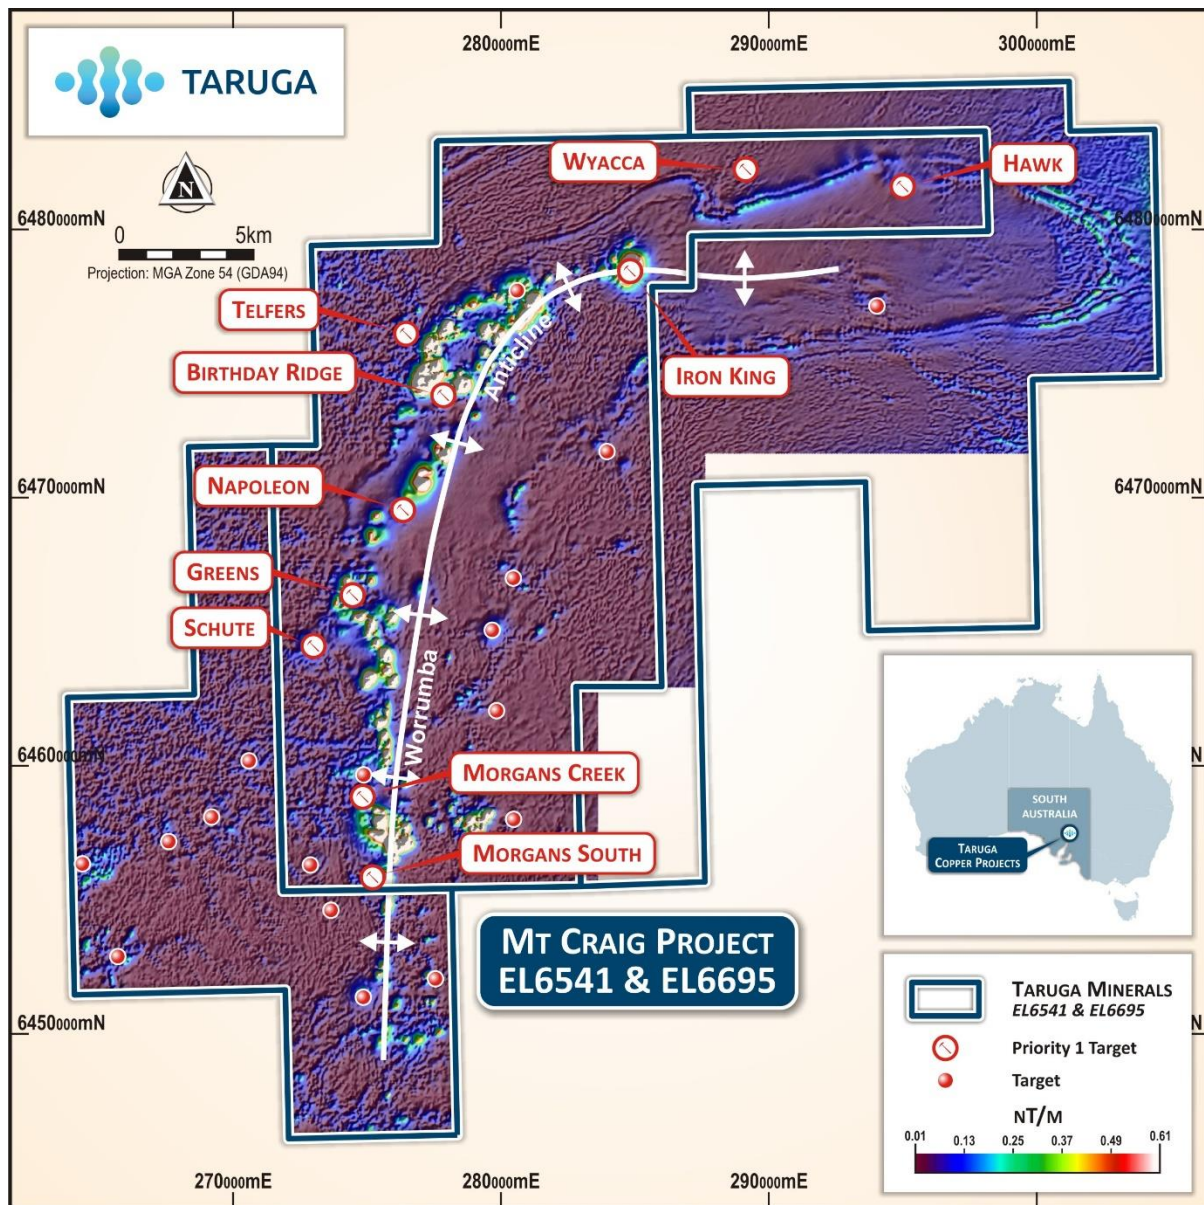 280000mE
290000mE
300000mE
TARUGA
WYACCA
HAWK
N
6480000mN
6480000mN
0 5km
Projection: MGA Zone 54 (GDA94)
TELFERS
BIRTHDAY RIDGE
IRON KING
Anticline
NAPOLEON
6470000mN
6470000mN
GREENS
SCHUTE
Worrumba
6460000mN
6460000mN
MORGANS CREEK
MORGANS SOUTH
SOUTH
AUSTRALIA
TARUGA
COPPER PROJECTS
MT CRAIG PROJECT
EL6541 & EL6695
6450000mN
6450000mN
TARUGA MINERALS
EL6541 & EL6695
Priority 1 Target
Target
NT/M
0.01 0.13 0.25 0.37 0.49 0.61
270000mE
280000mE
290000mE
300000mE